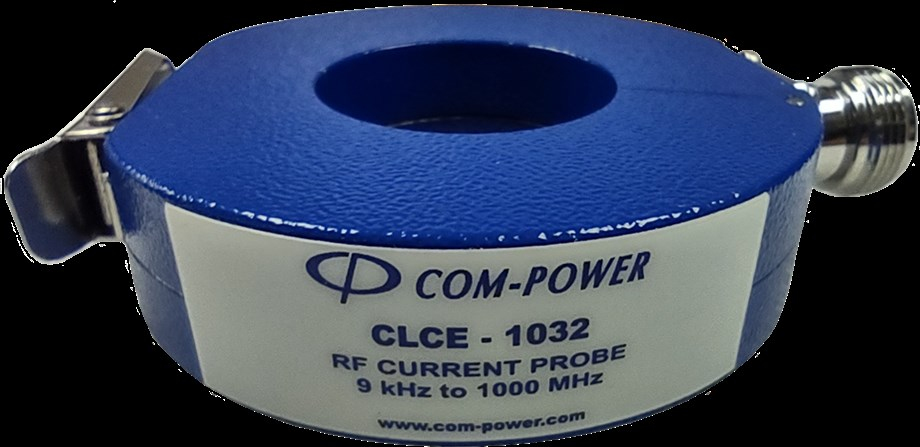 COM-POWER
CLCE - 1032
RF CURRENT PROBE
9 kHz to 1000 MHz
www.com-power.com